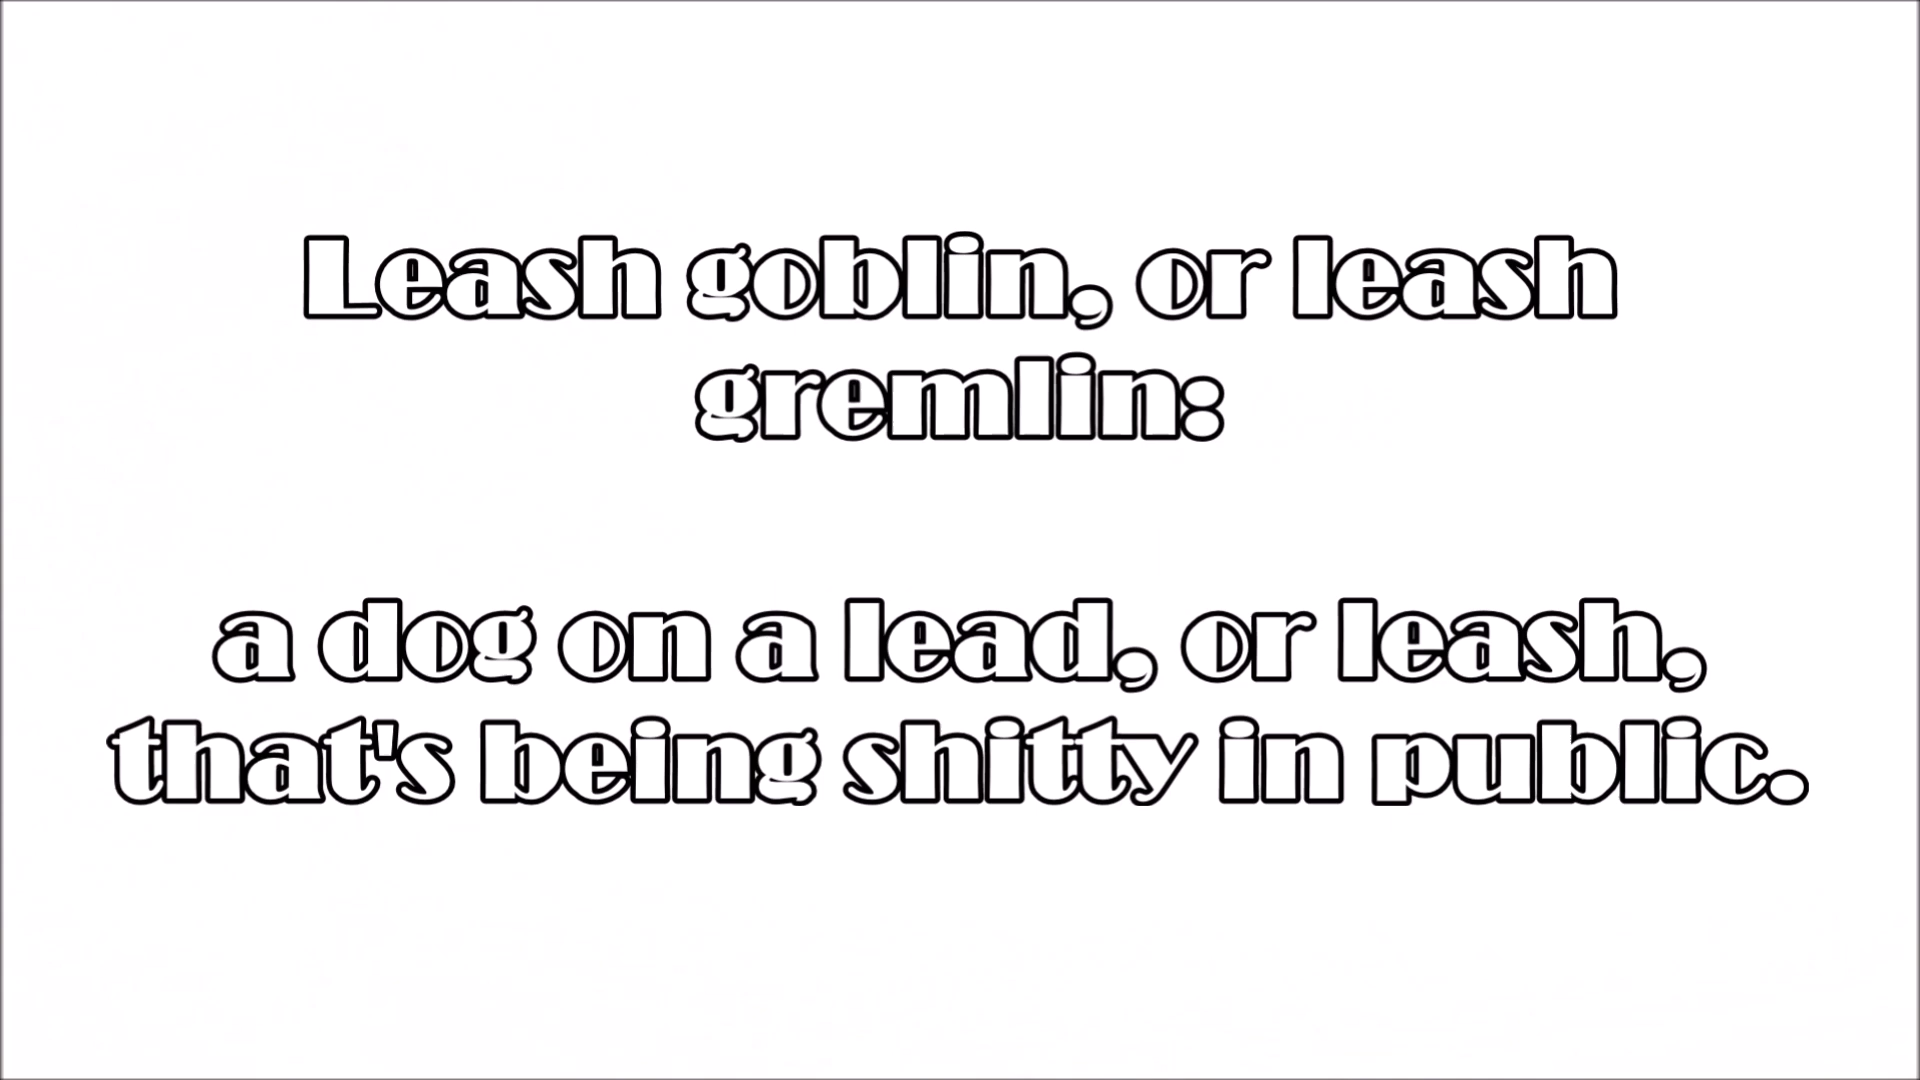 Leash goblin, or leash
gremlin:
a dog on a lead, or leash,
that's being shitty in public.